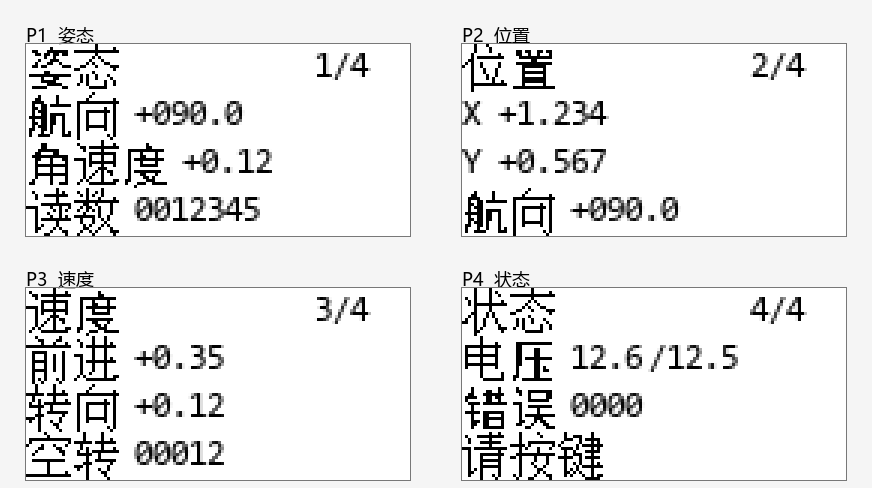 P1 姿态
姿态 1/4
航向 +090.0
角速度 +0.12
读数 0012345
P2 位置
位置 2/4
X +1.234
Y +0.567
航向 +090.0
P3 速度
速度 3/4
前进 +0.35
转向 +0.12
空转 00012
P4 状态
状态 4/4
电压 12.6/12.5
错误 0000
请按键